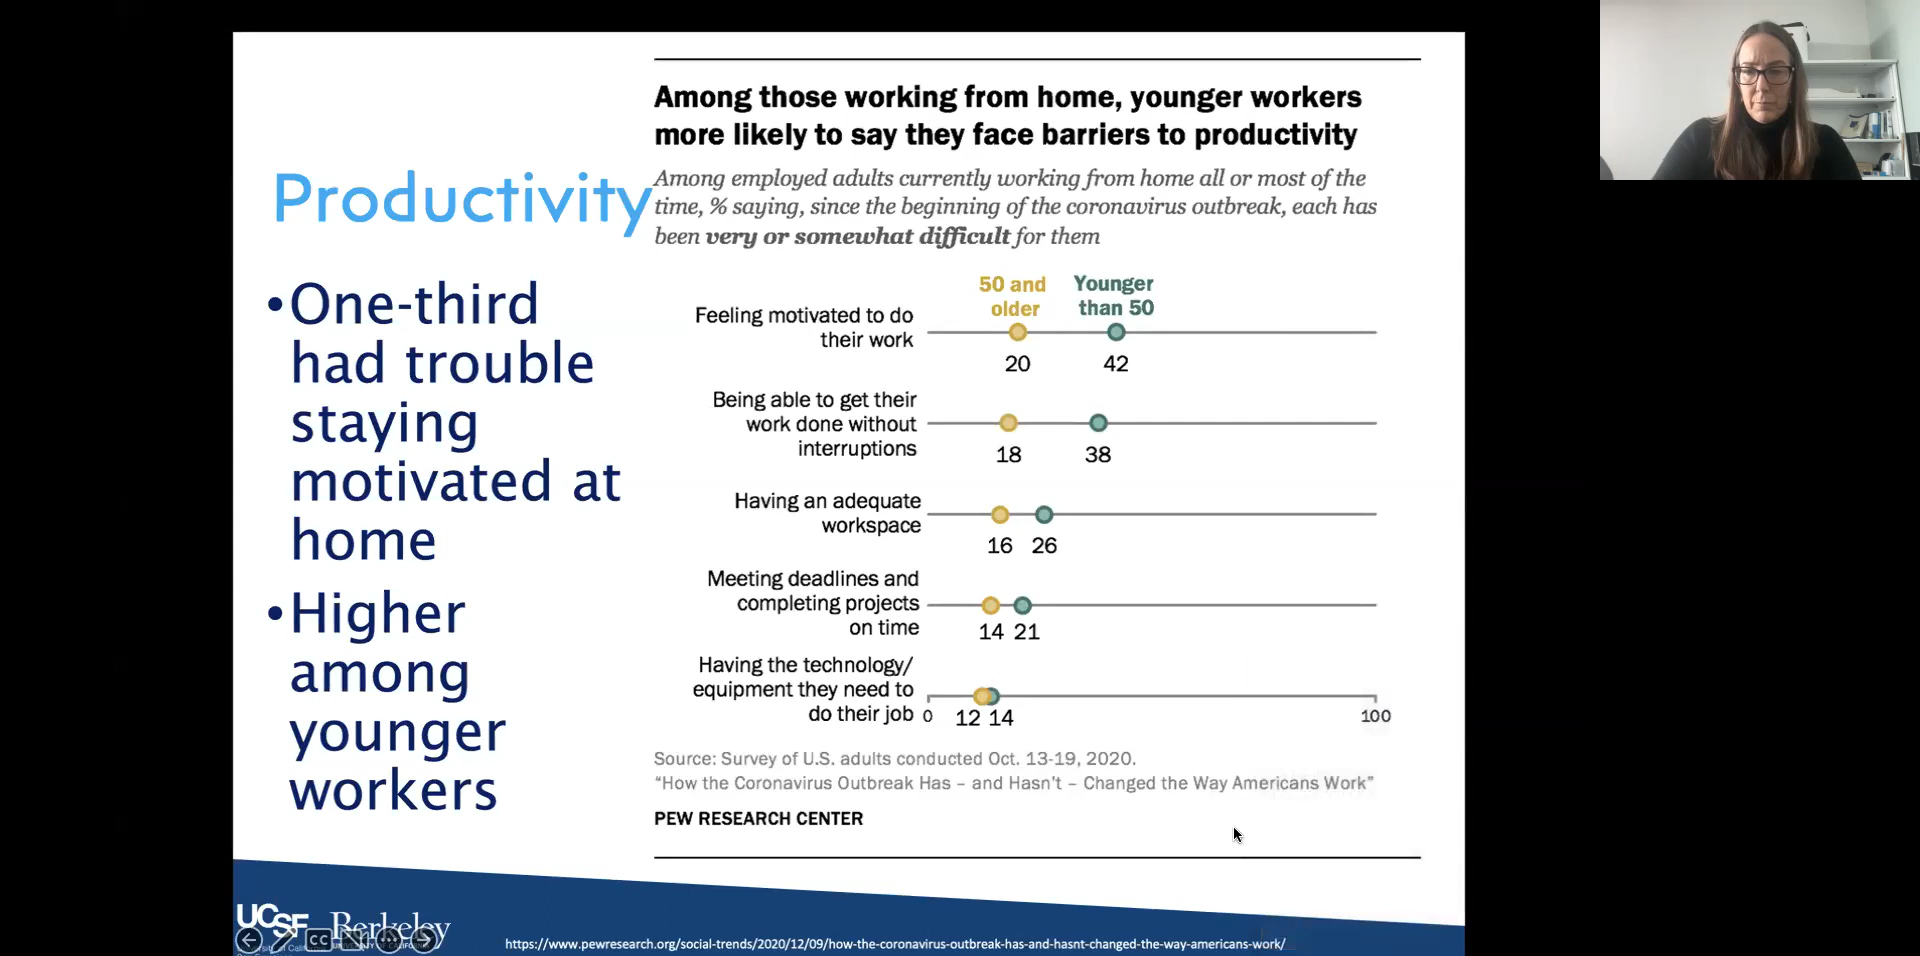 Productivity
•One-third
had trouble
staying
motivated at
home
•Higher
among
younger
workers
Among those working from home, younger workers
more likely to say they face barriers to productivity
Among employed adults currently working from home all or most of the
time, % saying, since the beginning of the coronavirus outbreak, each has
been very or somewhat difficult for them
50 and
older
Younger
than 50
Feeling motivated to do
their work
20 42
Being able to get their
work done without
interruptions
18 38
Having an adequate
workspace
16 26
Meeting deadlines and
completing projects
on time
14 21
Having the technology/
equipment they need to
do their job
0 12 14 100
Source: Survey of U.S. adults conducted Oct. 13-19, 2020.
“How the Coronavirus Outbreak Has – and Hasn't – Changed the Way Americans Work”
PEW RESEARCH CENTER
UCSF Berkeley
CC
https://www.pewresearch.org/social-trends/2020/12/09/how-the-coronavirus-outbreak-has-and-hasnt-changed-the-way-americans-work/